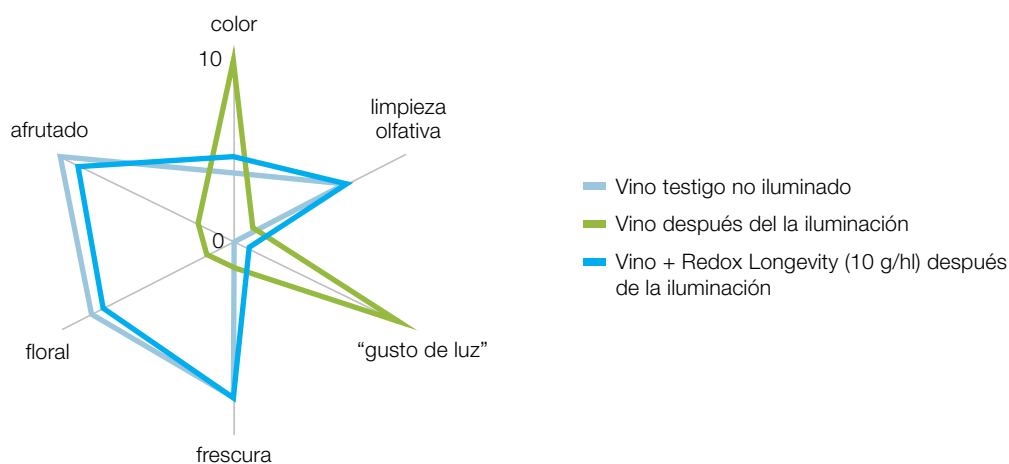 color
10
limpieza
olfativa
afrutado
0
floral
"gusto de luz"
frescura
Vino testigo no iluminado
Vino después del la iluminación
Vino + Redox Longevity (10 g/hl) después
de la iluminación